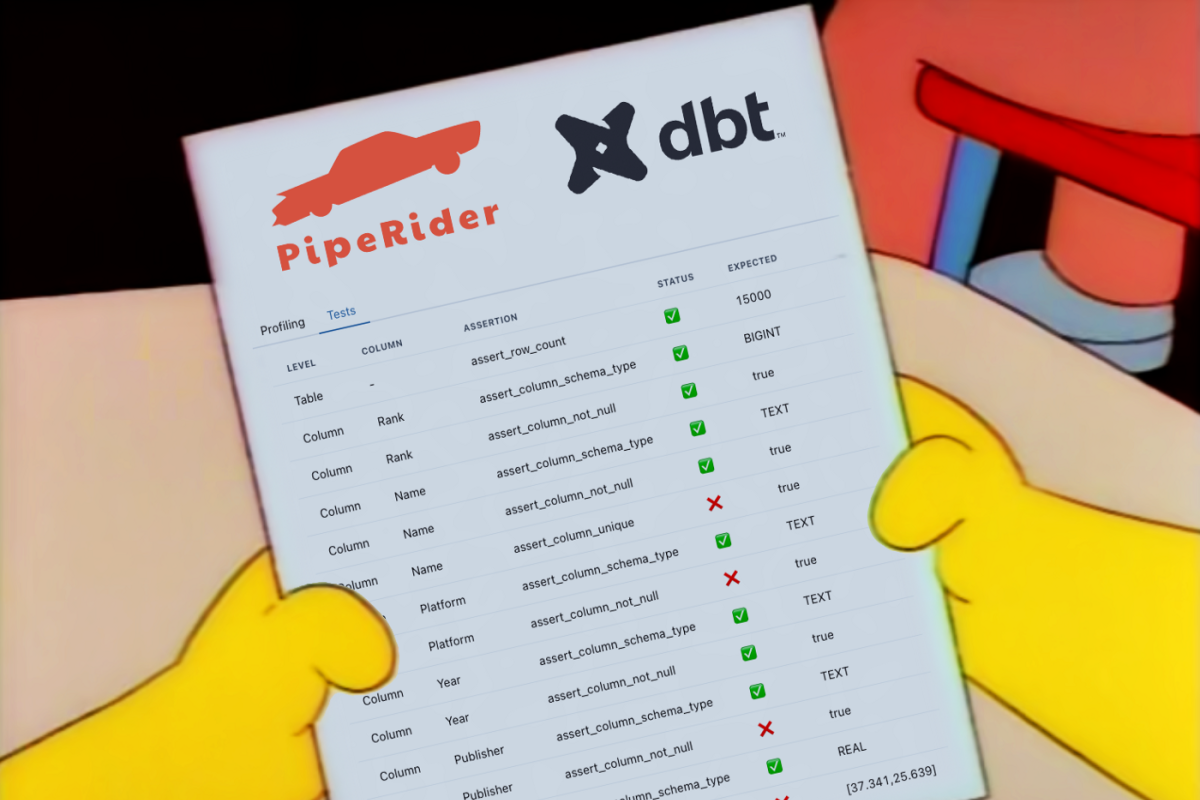 PipeRider
dbt™
Profiling Tests
LEVEL COLUMN ASSERTION STATUS EXPECTED
Table - assert_row_count ✅ 15000
Column Rank assert_column_schema_type ✅ BIGINT
Column Rank assert_column_not_null ✅ true
Column Name assert_column_schema_type ✅ TEXT
Column Name assert_column_not_null ✅ true
Column Name assert_column_unique ❌ true
Platform assert_column_schema_type ✅ TEXT
Platform assert_column_not_null ❌ true
Column Year assert_column_schema_type ✅ TEXT
Column Year assert_column_not_null ✅ true
Column Publisher assert_column_schema_type ✅ TEXT
Publisher assert_column_not_null ❌ true
lumn_schema_type ✅ REAL
[37.341,25.639]